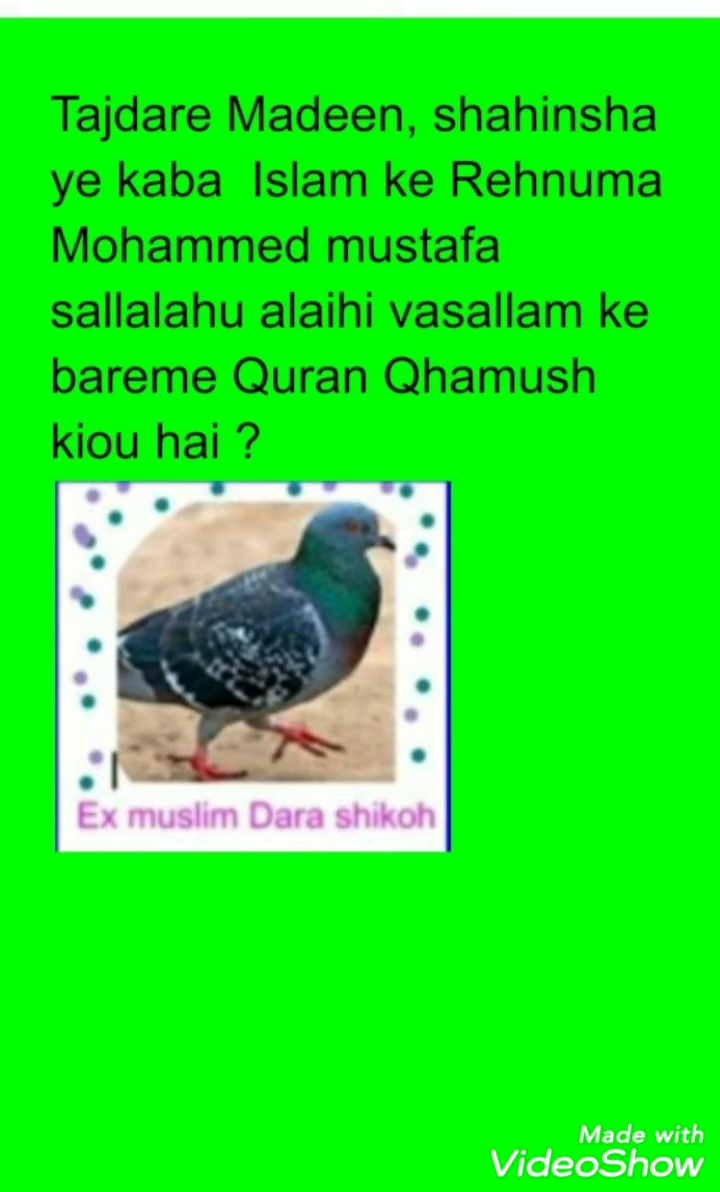 Tajdare Madeen, shahinsha
ye kaba Islam ke Rehnuma
Mohammed mustafa
sallalahu alaihi vasallam ke
bareme Quran Qhamush
kiou hai ?
Ex muslim Dara shikoh
Made with
VideoShow